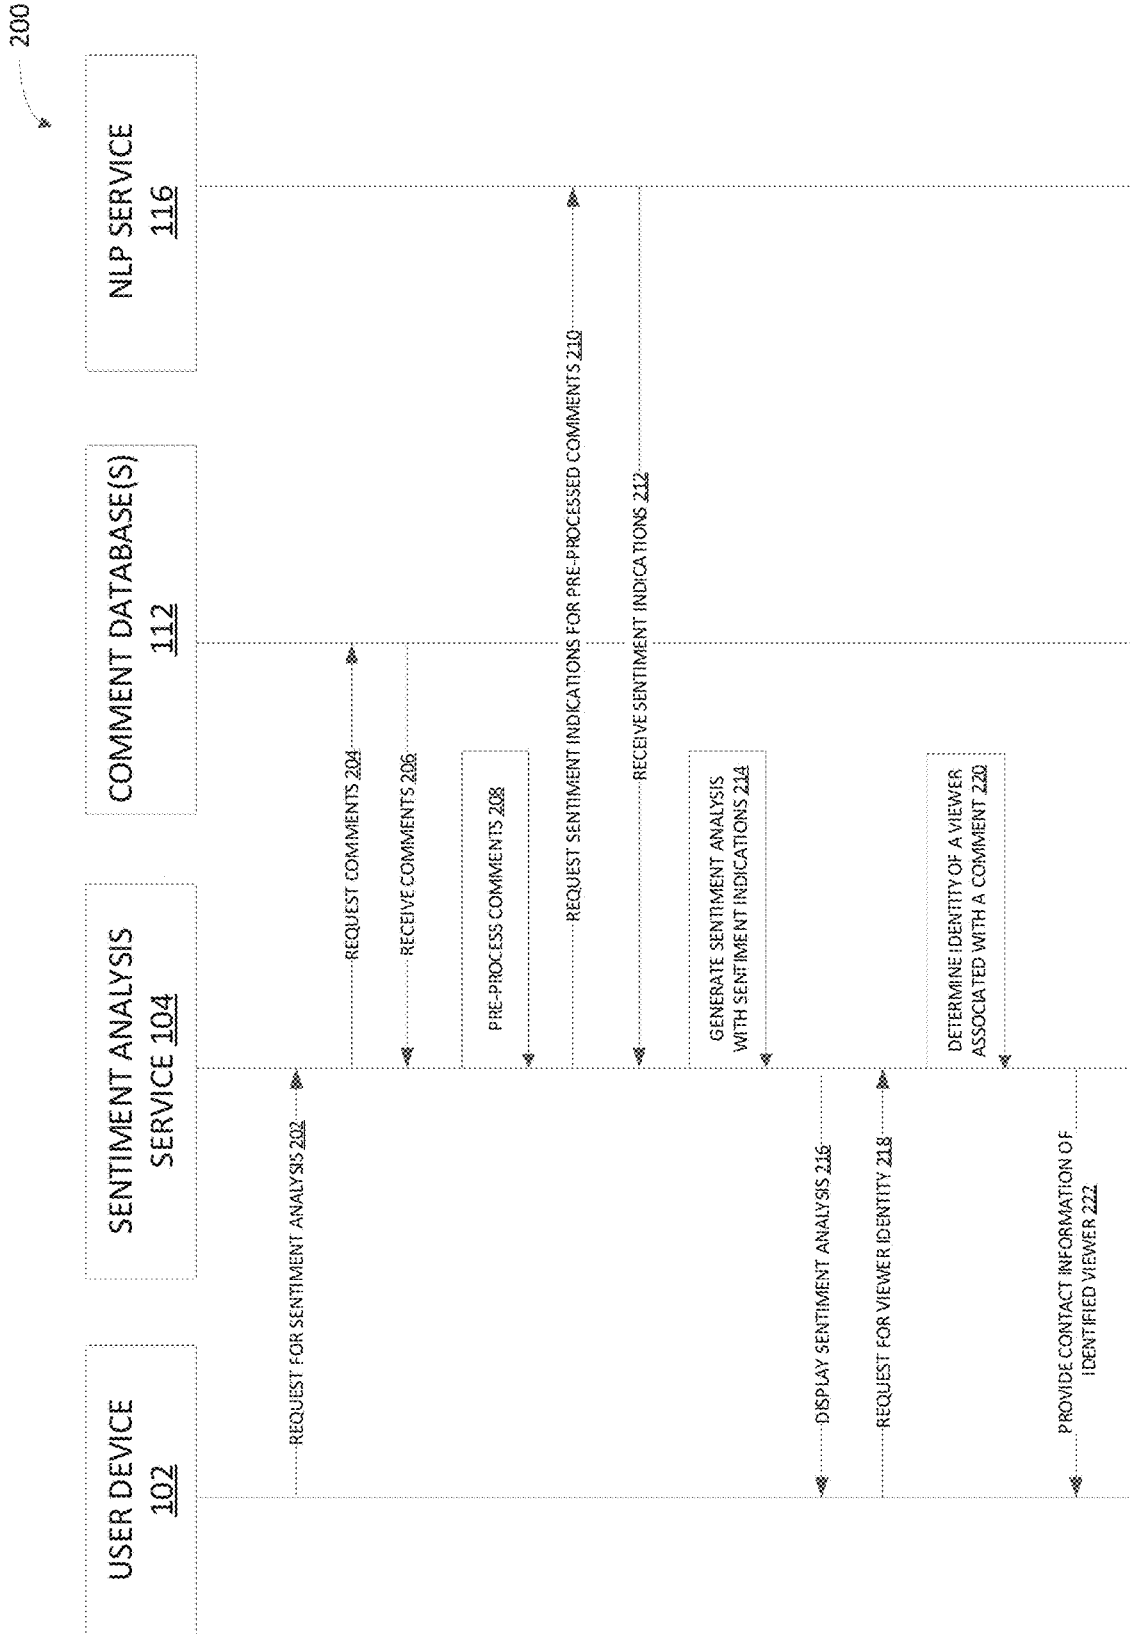 200
USER DEVICE
102
SENTIMENT ANALYSIS
SERVICE 104
COMMENT DATABASE(S)
112
NLP SERVICE
116
REQUEST FOR SENTIMENT ANALYSIS 202
REQUEST COMMENTS 204
RECEIVE COMMENTS 206
PRE-PROCESS COMMENTS 208
REQUEST SENTIMENT INDICATIONS FOR PRE-PROCESSED COMMENTS 210
RECEIVE SENTIMENT INDICATIONS 212
GENERATE SENTIMENT ANALYSIS
WITH SENTIMENT INDICATIONS 214
DISPLAY SENTIMENT ANALYSIS 216
REQUEST FOR VIEWER IDENTITY 218
DETERMINE IDENTITY OF A VIEWER
ASSOCIATED WITH A COMMENT 220
PROVIDE CONTACT INFORMATION OF
IDENTIFIED VIEWER 222